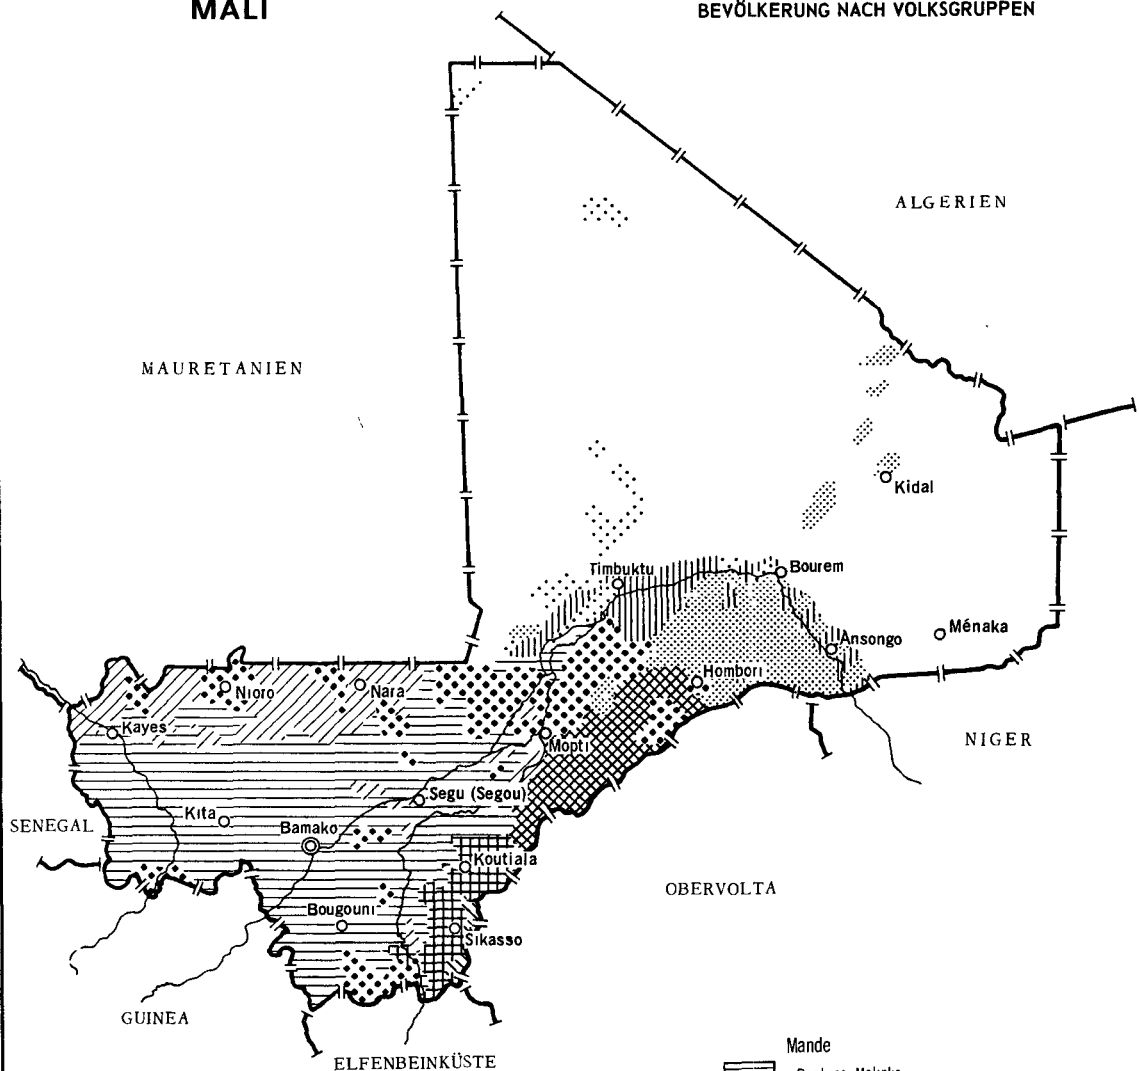 MALI
BEVÖLKERUNG NACH VOLKSGRUPPEN
ALGERIEN
MAURETANIEN
Kidal
Timbuktu
Bourem
Ansongo
Ménaka
Hombori
Nioro
Nara
Kayes
Mopti
NIGER
Segu (Segou)
Kita
SENEGAL
Bamako
Koutiala
OBERVOLTA
Bougouni
Sikasso
GUINEA
ELFENBEINKÜSTE
Mande